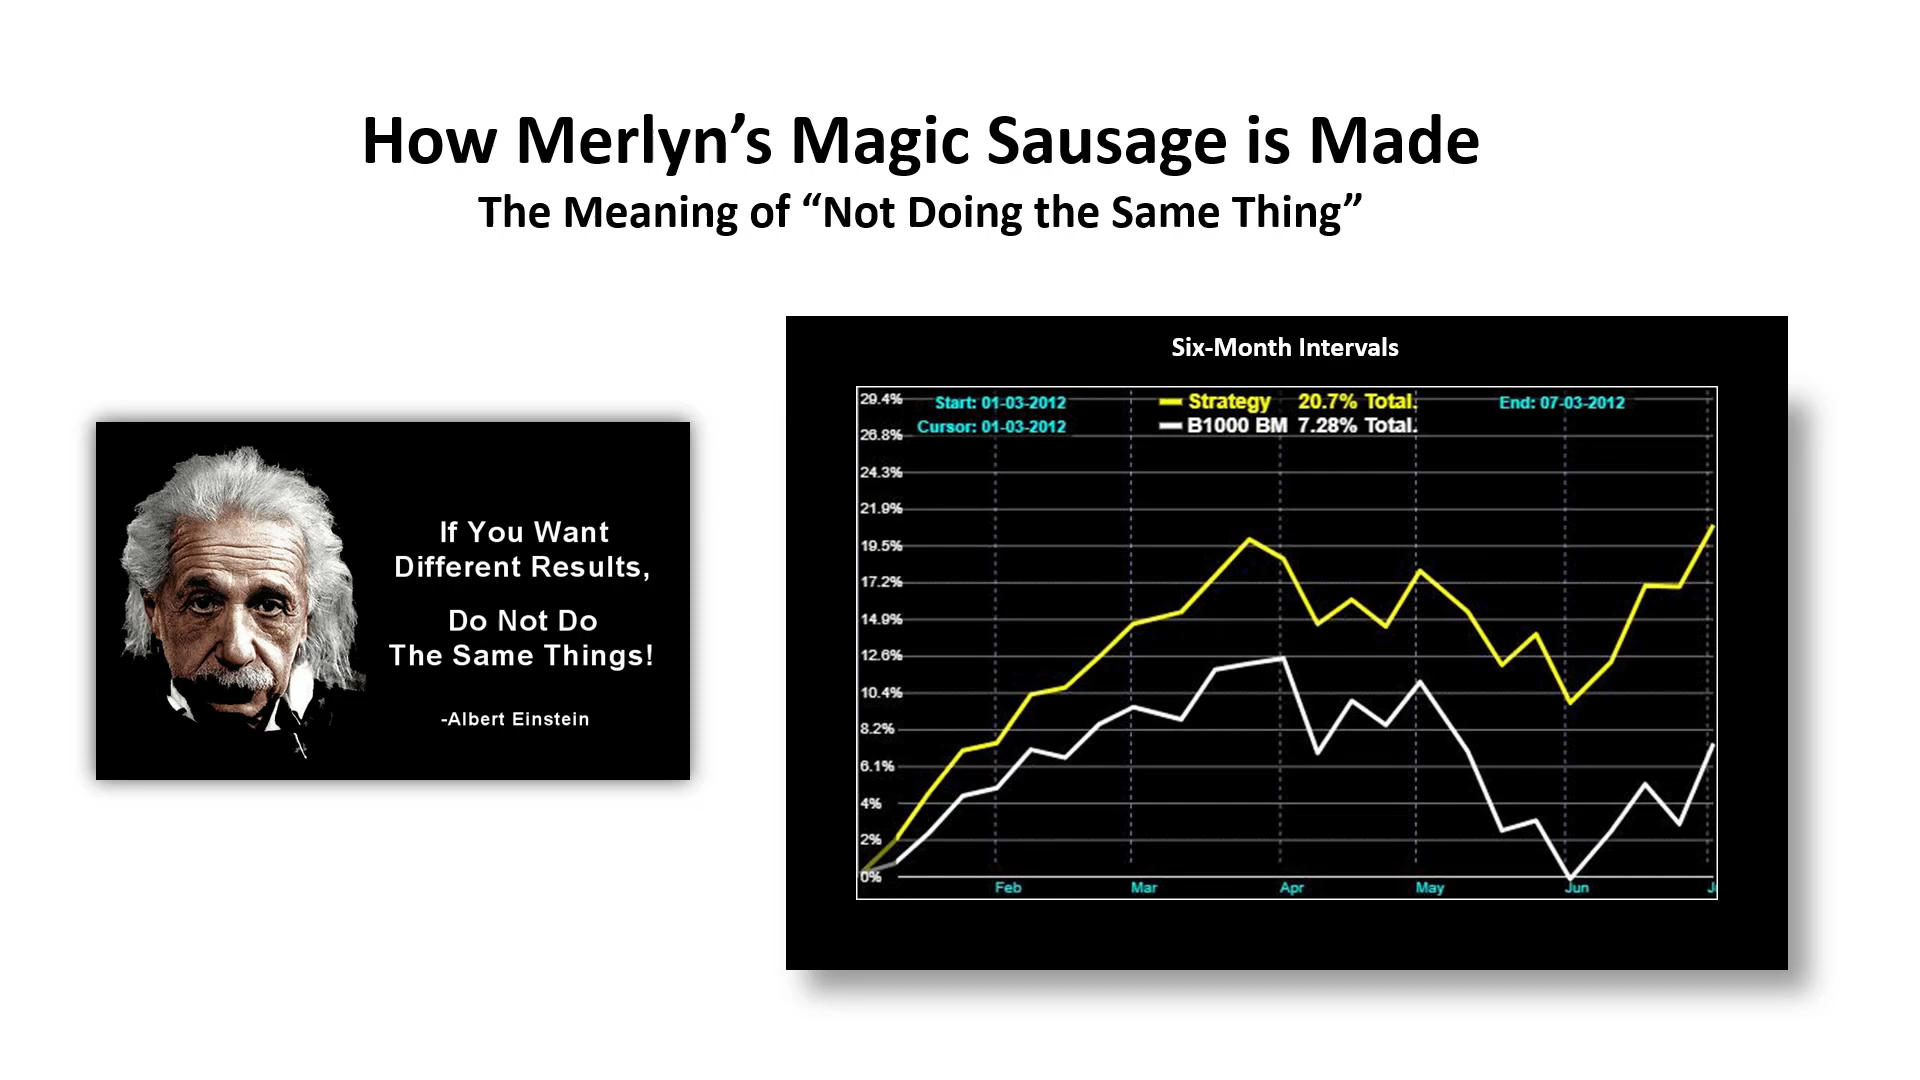 How Merlyn’s Magic Sausage is Made
The Meaning of “Not Doing the Same Thing”
If You Want
Different Results,
Do Not Do
The Same Things!
-Albert Einstein
Six-Month Intervals
Start: 01-03-2012
Cursor: 01-03-2012
Strategy 20.7% Total.
B1000 BM 7.28% Total.
End: 07-03-2012
29.4%
26.8%
24.3%
21.9%
19.5%
17.2%
14.9%
12.6%
10.4%
8.2%
6.1%
4%
2%
0%
Feb Mar Apr May Jun